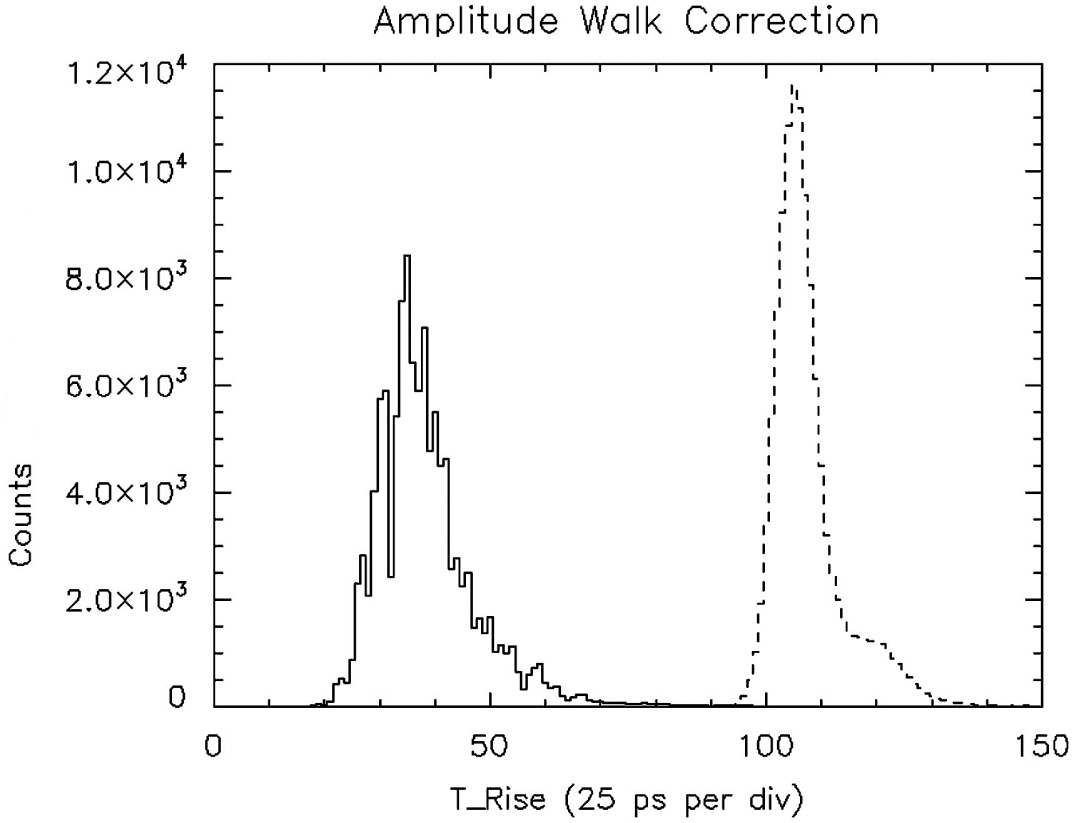 Amplitude Walk Correction
1.2×10⁴
1.0×10⁴
8.0×10³
6.0×10³
4.0×10³
2.0×10³
0
Counts
0 50 100 150
T_Rise (25 ps per div)